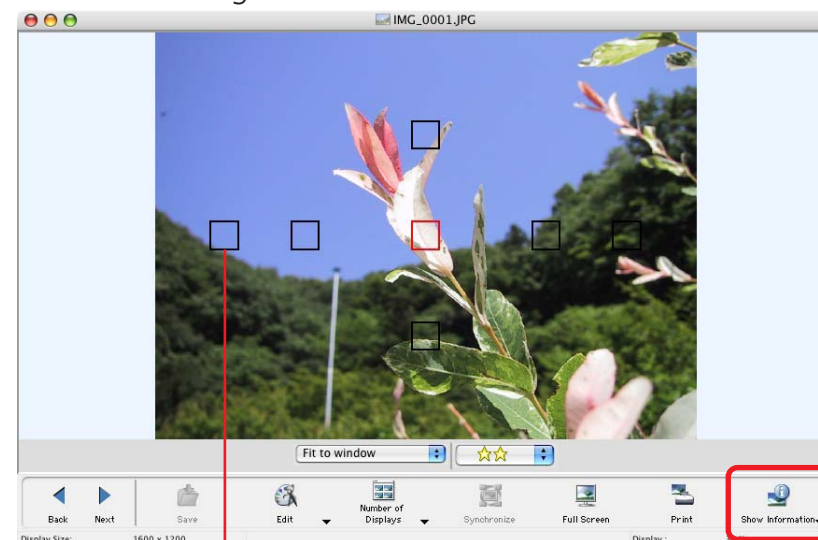 IMG_0001.JPG
Fit to window
Back
Next
Save
Edit
Number of
Displays
Synchronize
Full Screen
Print
Show Information
Display Size:
1600 x 1200
Display :